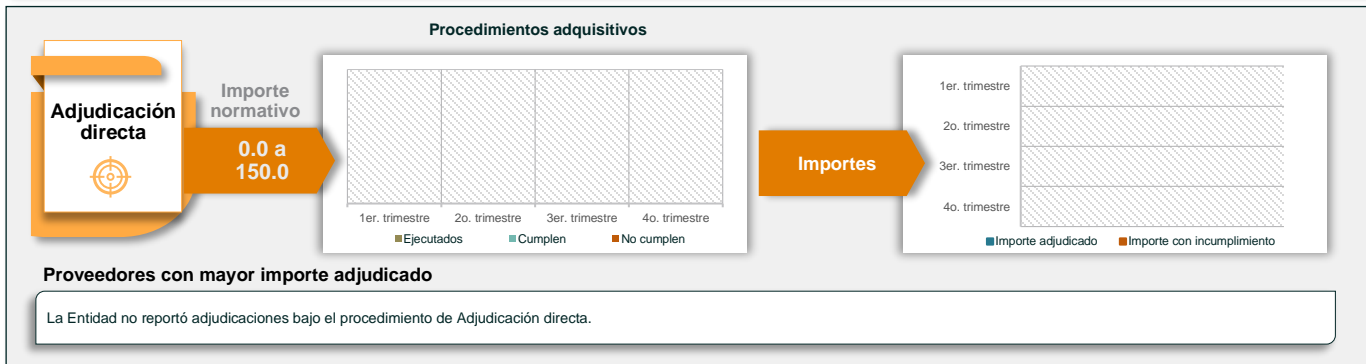 Procedimientos adquisitivos
Adjudicación
directa
Importe
normativo
0.0 a
150.0
1er. trimestre
2o. trimestre
3er. trimestre
4o. trimestre
Ejecutados
Cumplen
No cumplen
Importes
1er. trimestre
2o. trimestre
3er. trimestre
4o. trimestre
Importe adjudicado
Importe con incumplimiento
Proveedores con mayor importe adjudicado
La Entidad no reportó adjudicaciones bajo el procedimiento de Adjudicación directa.